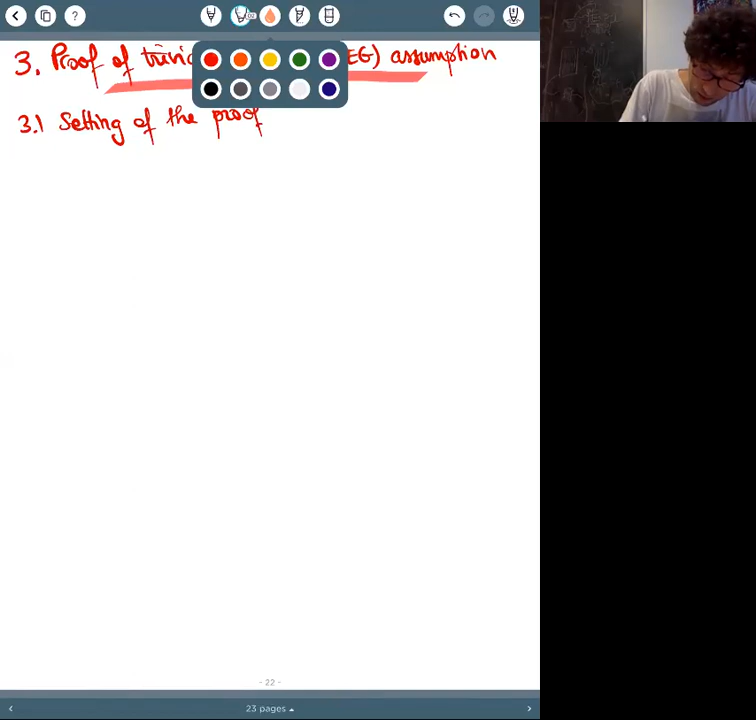 ?
3. Proof of EG) assumption
3.1 Setting of the proof
- 22 -
23 pages